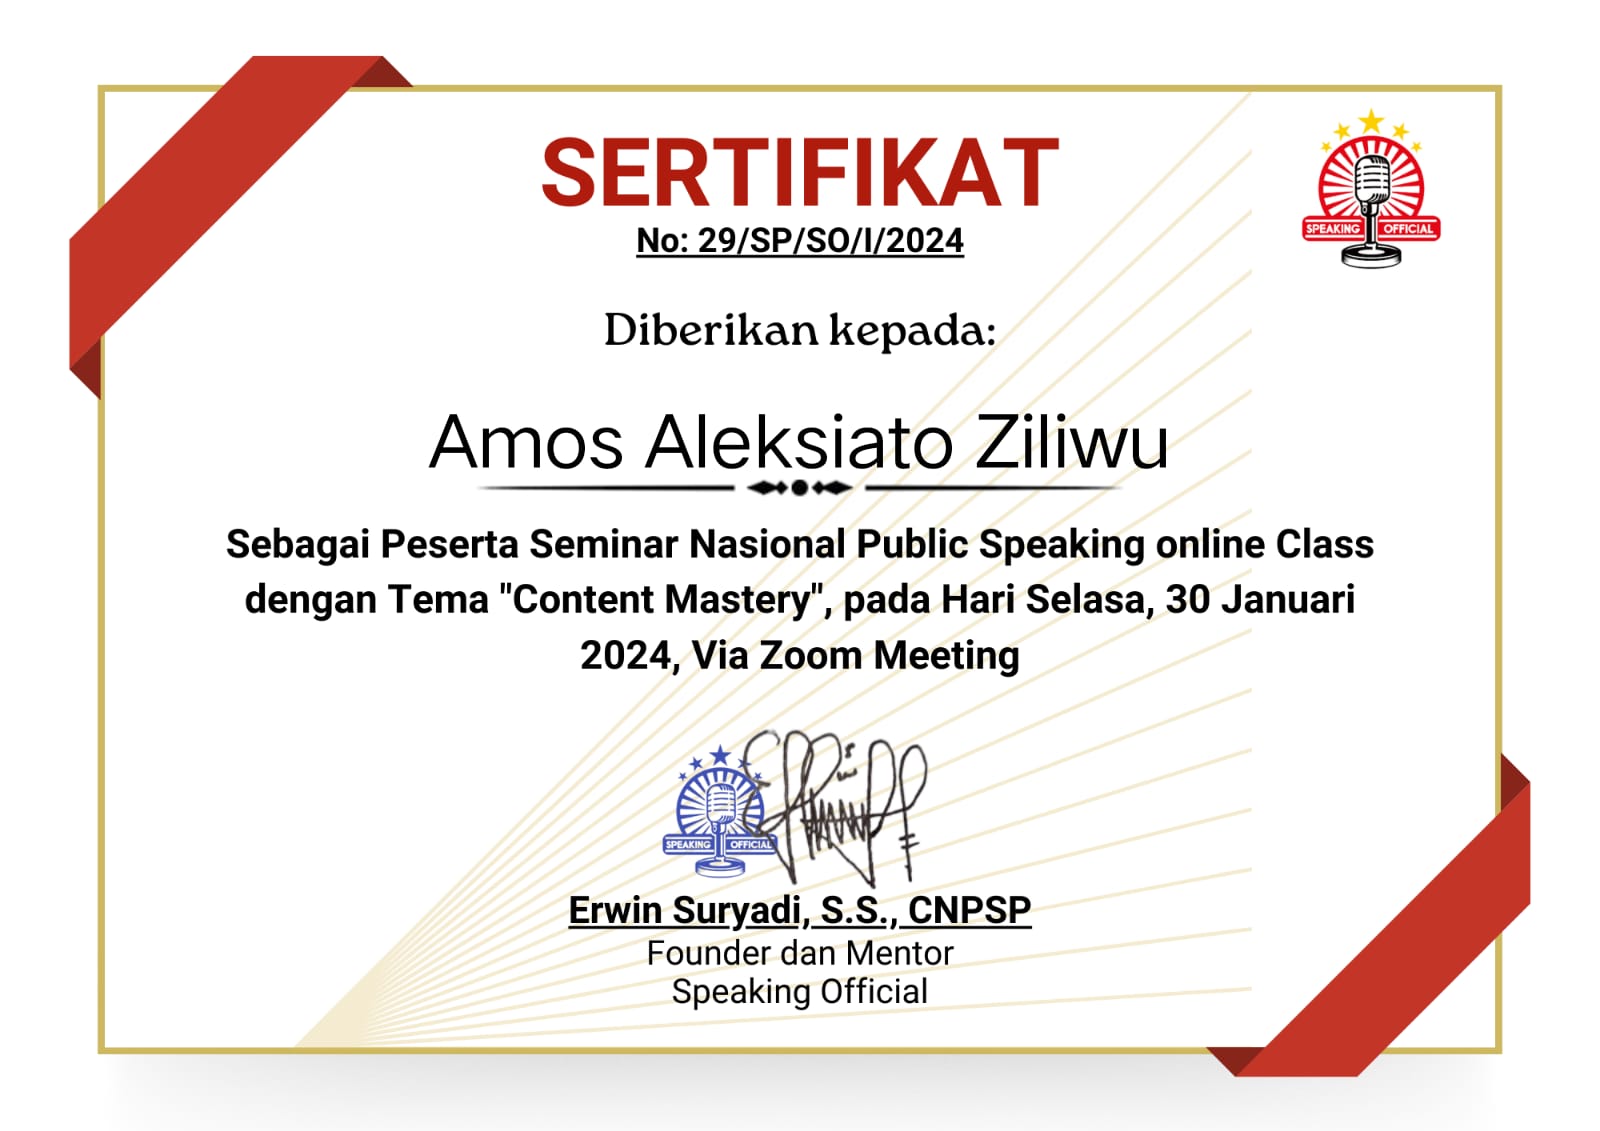 SERTIFIKAT
No: 29/SP/SO/I/2024
SPEAKING OFFICIAL
Diberikan kepada:
Amos Aleksiato Ziliwu
Sebagai Peserta Seminar Nasional Public Speaking online Class
dengan Tema "Content Mastery", pada Hari Selasa, 30 Januari
2024, Via Zoom Meeting
SPEAKING OFFICIAL
Erwin Suryadi, S.S., CNPSP
Founder dan Mentor
Speaking Official